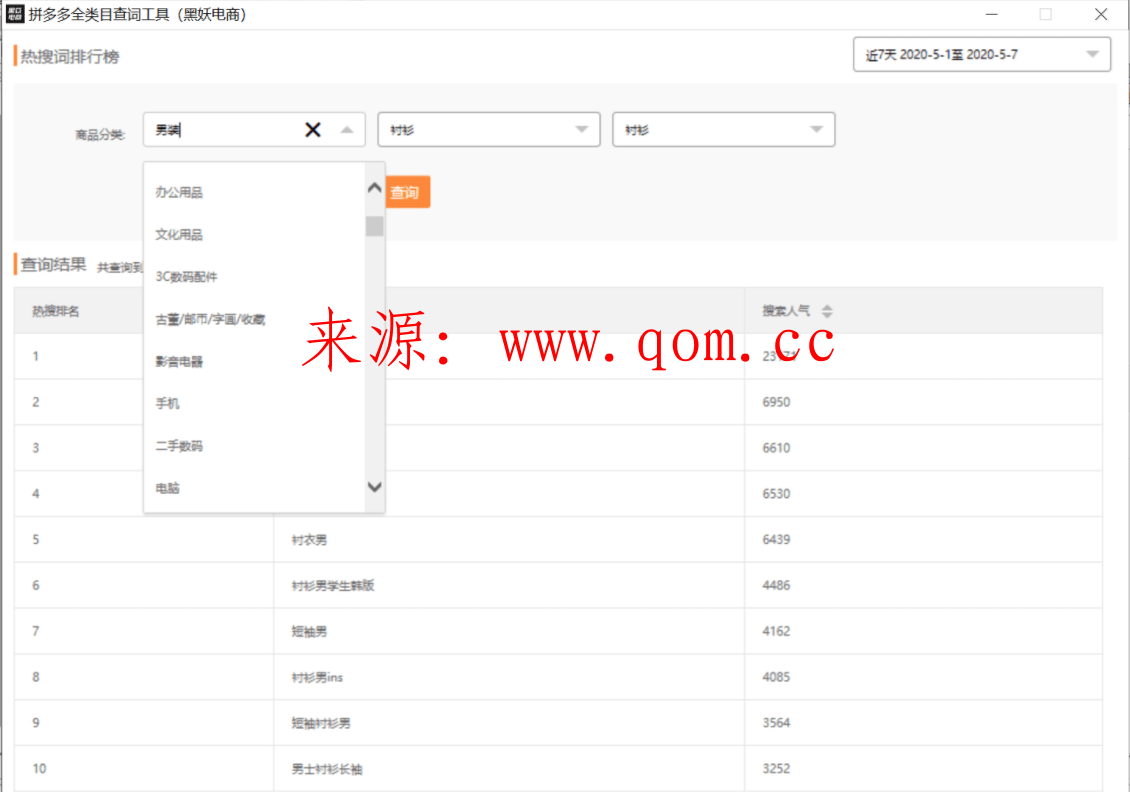 黑妖电商 拼多多全类目查词工具（黑妖电商）
热搜词排行榜
近7天 2020-5-1至 2020-5-7
商品分类: 男装 衬衫 衬衫
查询
办公用品
文化用品
3C数码配件
古董/邮币/字画/收藏
影音电器
手机
二手数码
电脑
查询结果 共查询到
热搜排名 搜索人气
来源: www.qom.cc
1
2 6950
3 6610
4 6530
5 衬衣男 6439
6 衬衫男学生韩版 4486
7 短袖男 4162
8 衬衫男ins 4085
9 短袖衬衫男 3564
10 男士衬衫长袖 3252